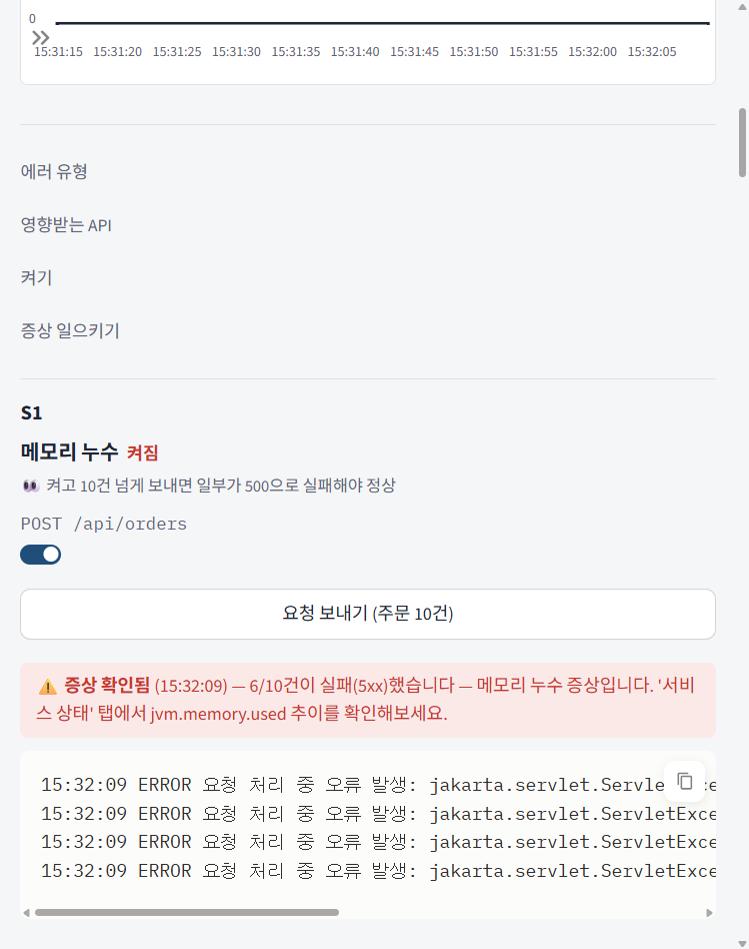 0
15:31:15 15:31:20 15:31:25 15:31:30 15:31:35 15:31:40 15:31:45 15:31:50 15:31:55 15:32:00 15:32:05
에러 유형
영향받는 API
켜기
증상 일으키기
S1
메모리 누수 켜짐
👀 켜고 10건 넘게 보내면 일부가 500으로 실패해야 정상
POST /api/orders
요청 보내기 (주문 10건)
⚠️ 증상 확인됨 (15:32:09) — 6/10건이 실패(5xx)했습니다 — 메모리 누수 증상입니다. '서비
스 상태' 탭에서 jvm.memory.used 추이를 확인해보세요.
15:32:09 ERROR 요청 처리 중 오류 발생: jakarta.servlet.Servle
15:32:09 ERROR 요청 처리 중 오류 발생: jakarta.servlet.ServletExce
15:32:09 ERROR 요청 처리 중 오류 발생: jakarta.servlet.ServletExce
15:32:09 ERROR 요청 처리 중 오류 발생: jakarta.servlet.ServletExce